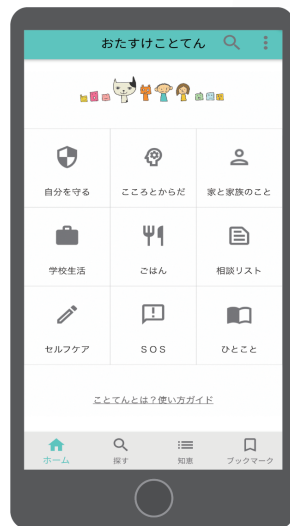 おたすけことてん
自分を守る
こころとからだ
家と家族のこと
学校生活
ごはん
相談リスト
セルフケア
SOS
ひとこと
ことてんとは？使い方ガイド
ホーム
探す
知恵
ブックマーク